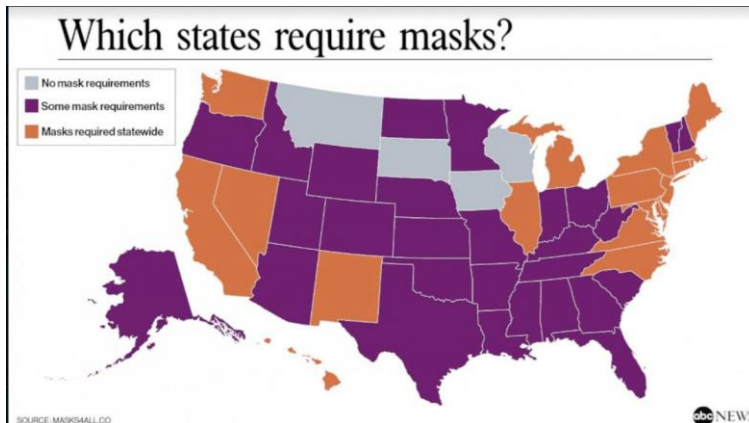 Which states require masks?
No mask requirements
Some mask requirements
Masks required statewide
SOURCE-MASKS4ALL.CO
abc NEWS